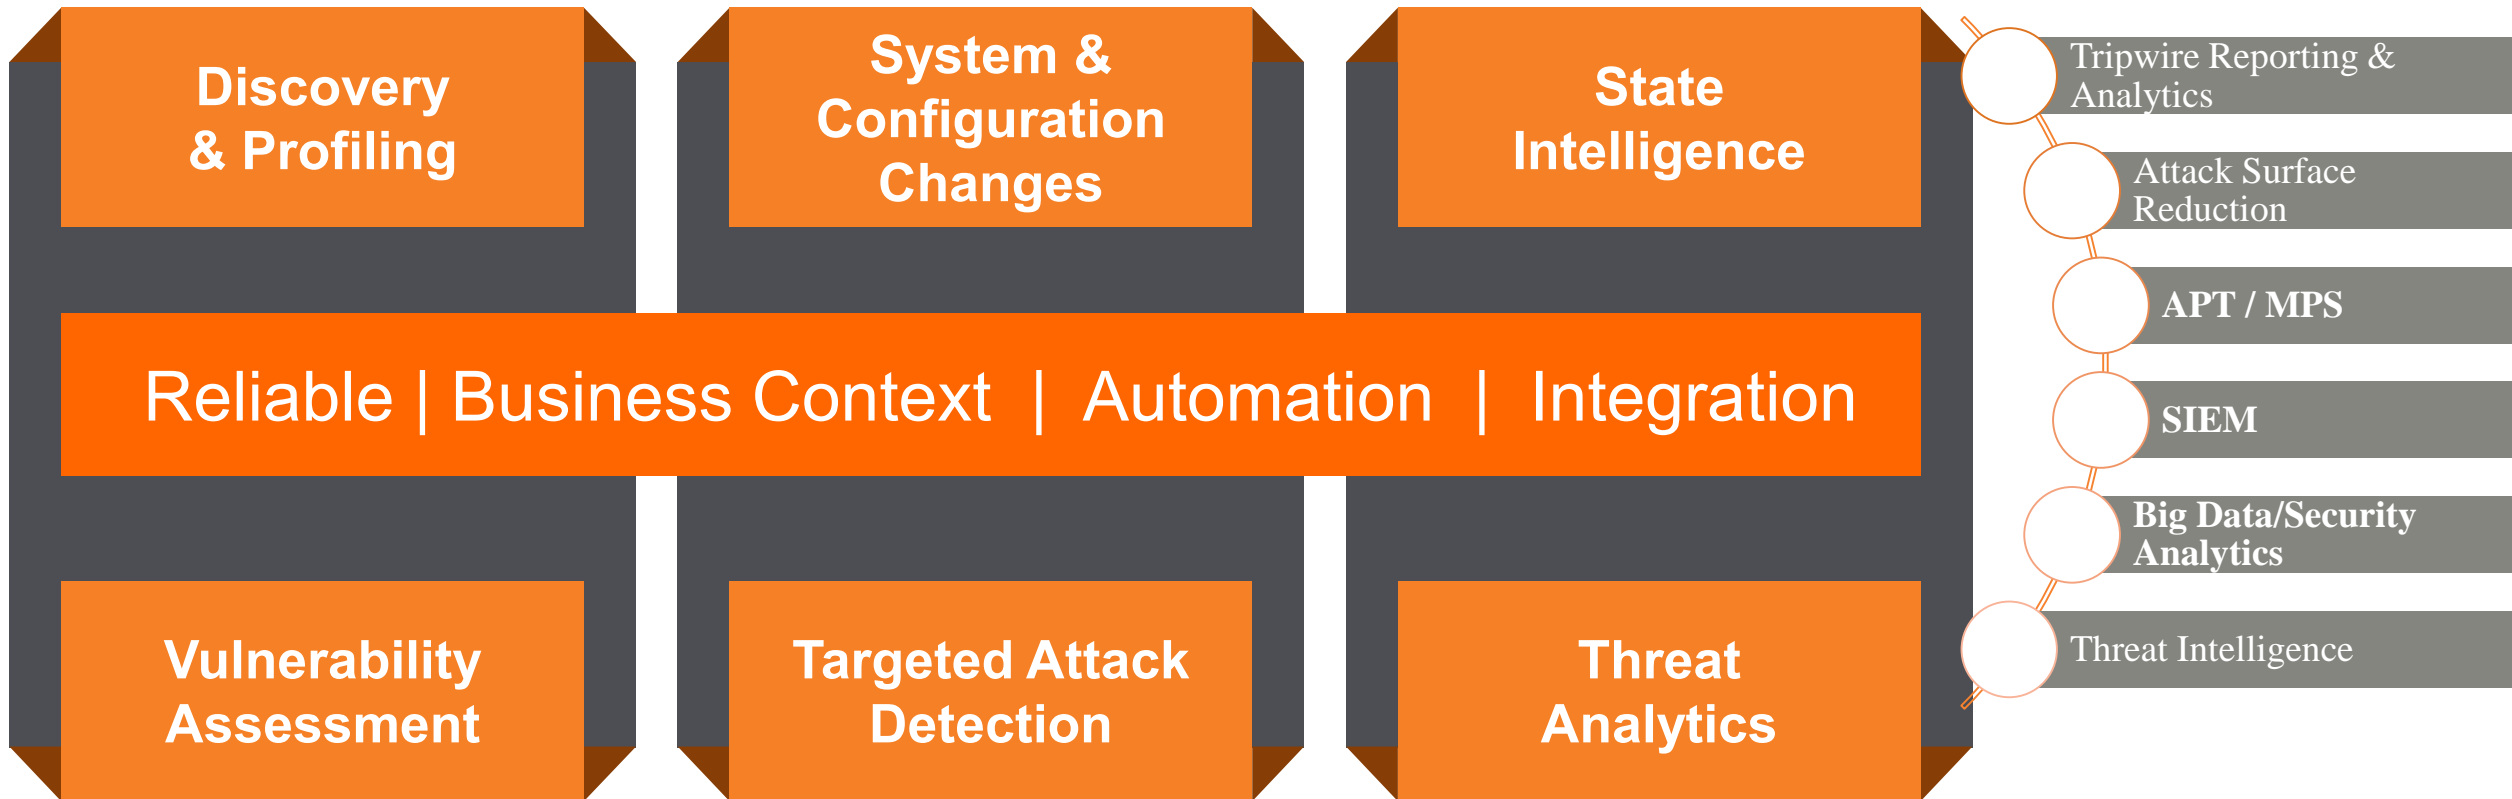 Discovery
& Profiling
System &
Configuration
Changes
State
Intelligence
Reliable | Business Context | Automation | Integration
Vulnerability
Assessment
Targeted Attack
Detection
Threat
Analytics
Tripwire Reporting &
Analytics
Attack Surface
Reduction
APT / MPS
SIEM
Big Data/Security
Analytics
Threat Intelligence